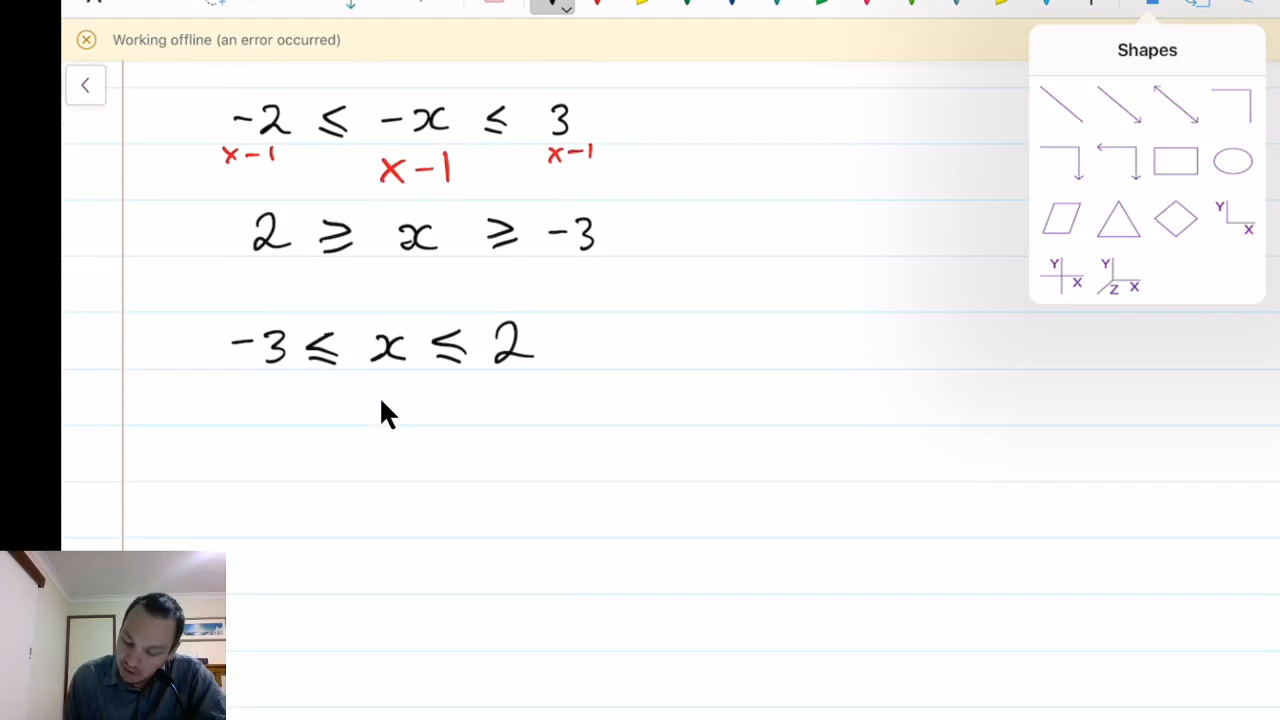 Working offline (an error occurred)
Shapes
-2 ≤ -x ≤ 3
x-1 x-1 x-1
2 ≥ x ≥ -3
Y X
Y X Y Z X
-3 ≤ x ≤ 2